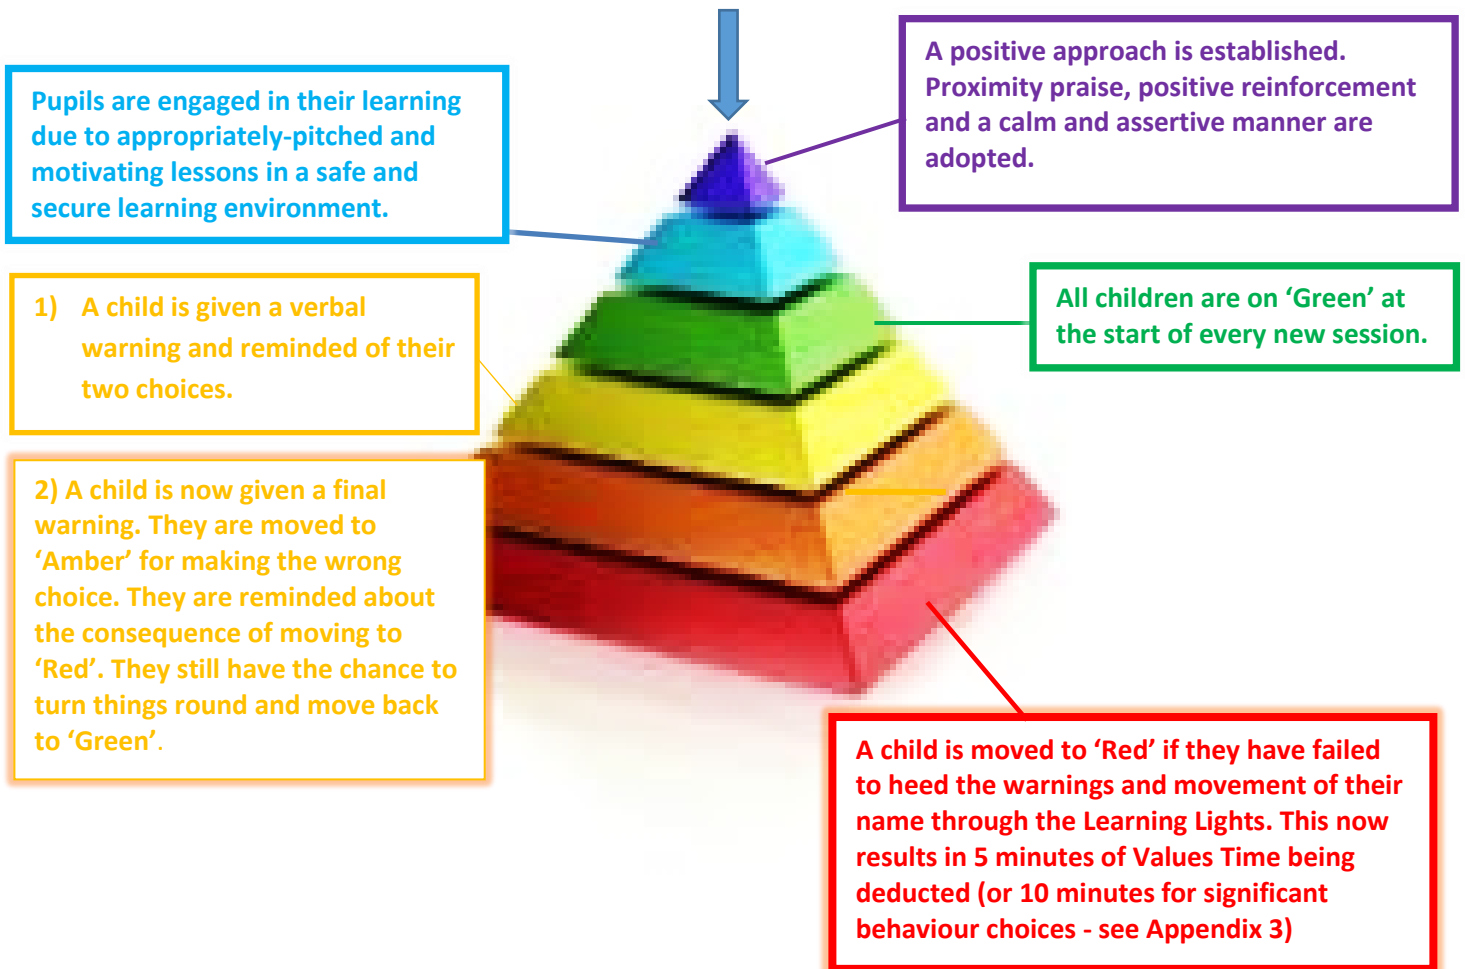 A positive approach is established.
Proximity praise, positive reinforcement
and a calm and assertive manner are
adopted.
Pupils are engaged in their learning
due to appropriately-pitched and
motivating lessons in a safe and
secure learning environment.
All children are on ‘Green’ at
the start of every new session.
1) A child is given a verbal
warning and reminded of their
two choices.
2) A child is now given a final
warning. They are moved to
‘Amber’ for making the wrong
choice. They are reminded about
the consequence of moving to
‘Red’. They still have the chance to
turn things round and move back
to ‘Green’.
A child is moved to ‘Red’ if they have failed
to heed the warnings and movement of their
name through the Learning Lights. This now
results in 5 minutes of Values Time being
deducted (or 10 minutes for significant
behaviour choices - see Appendix 3)